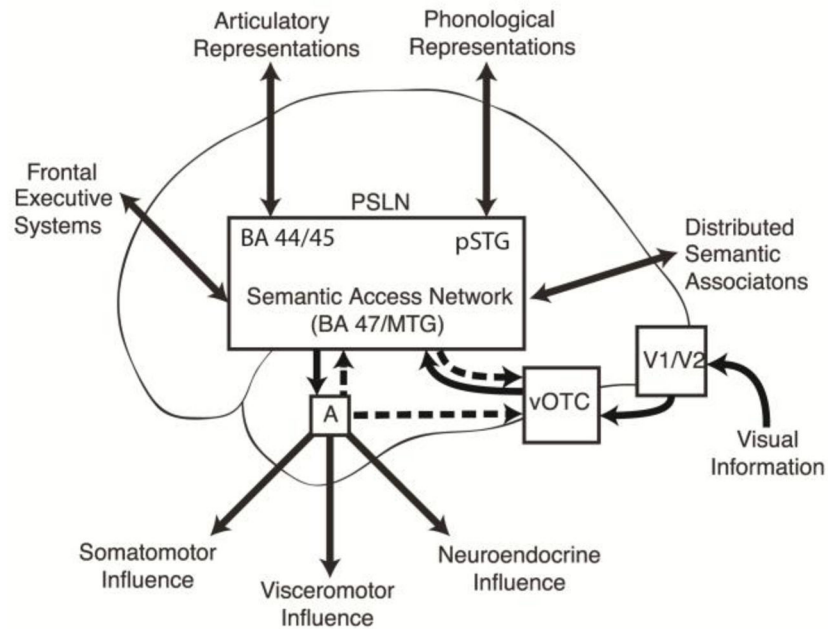 Articulatory
Representations
Phonological
Representations
Frontal
Executive
Systems
PSLN
BA 44/45
pSTG
Semantic Access Network
(BA 47/MTG)
Distributed
Semantic
Associatons
V1/V2
vOTC
A
Visual
Information
Somatomotor
Influence
Visceromotor
Influence
Neuroendocrine
Influence